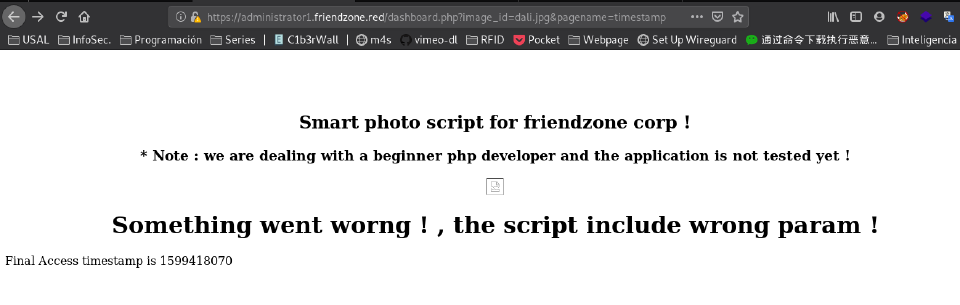 https://administrator1.friendzone.red/dashboard.php?image_id=dali.jpg&pagename=timestamp
USAL InfoSec. Programación Series | C1b3rWall | m4s vimeo-dl RFID Pocket Webpage Set Up Wireguard 通过命令下载执行恶意… Inteligencia
Smart photo script for friendzone corp !
* Note : we are dealing with a beginner php developer and the application is not tested yet !
Something went worng ! , the script include wrong param !
Final Access timestamp is 1599418070